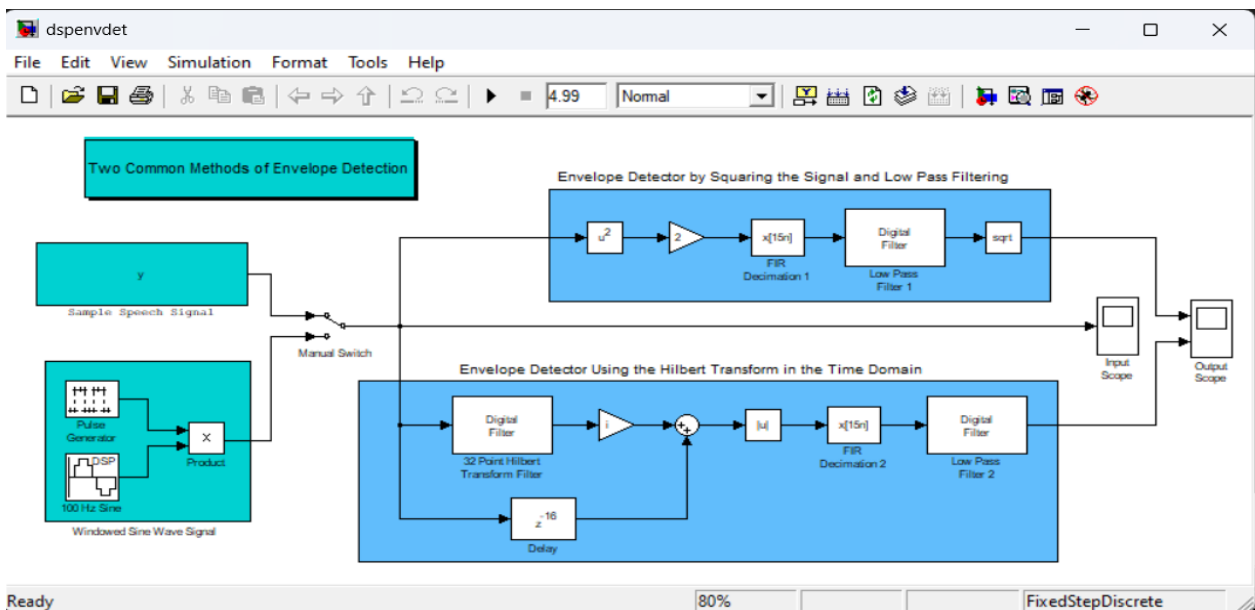 dspenvdet
File Edit View Simulation Format Tools Help
4.99 Normal
Two Common Methods of Envelope Detection
Envelope Detector by Squaring the Signal and Low Pass Filtering
u²
2
x[15n]
FIR
Decimation 1
Digital
Filter
Low Pass
Filter 1
sqrt
y
Sample Speech Signal
Manual Switch
Input
Scope
Output
Scope
Pulse
Generator
DSP
100 Hz Sine
X
Product
Windowed Sine Wave Signal
Envelope Detector Using the Hilbert Transform in the Time Domain
Digital
Filter
32 Point Hilbert
Transform Filter
i
++
|u|
x[15n]
FIR
Decimation 2
Digital
Filter
Low Pass
Filter 2
z⁻¹⁶
Delay
Ready 80% FixedStepDiscrete